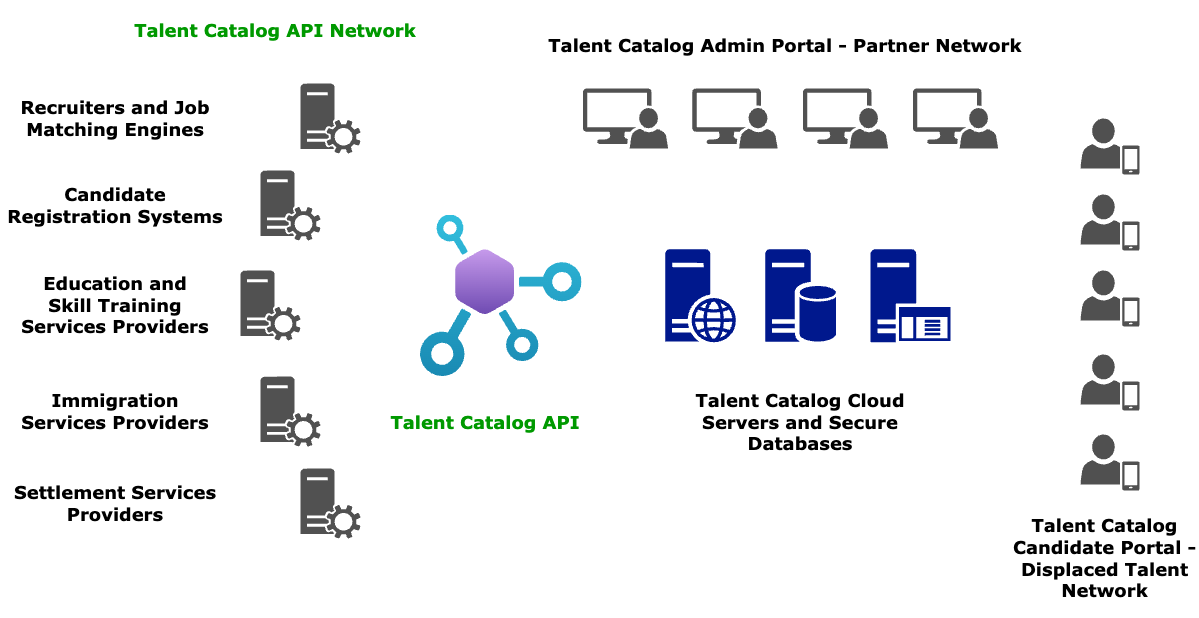 Talent Catalog API Network
Talent Catalog Admin Portal - Partner Network
Recruiters and Job
Matching Engines
Candidate
Registration Systems
Education and
Skill Training
Services Providers
Immigration
Services Providers
Settlement Services
Providers
Talent Catalog API
Talent Catalog Cloud
Servers and Secure
Databases
Talent Catalog
Candidate Portal -
Displaced Talent
Network